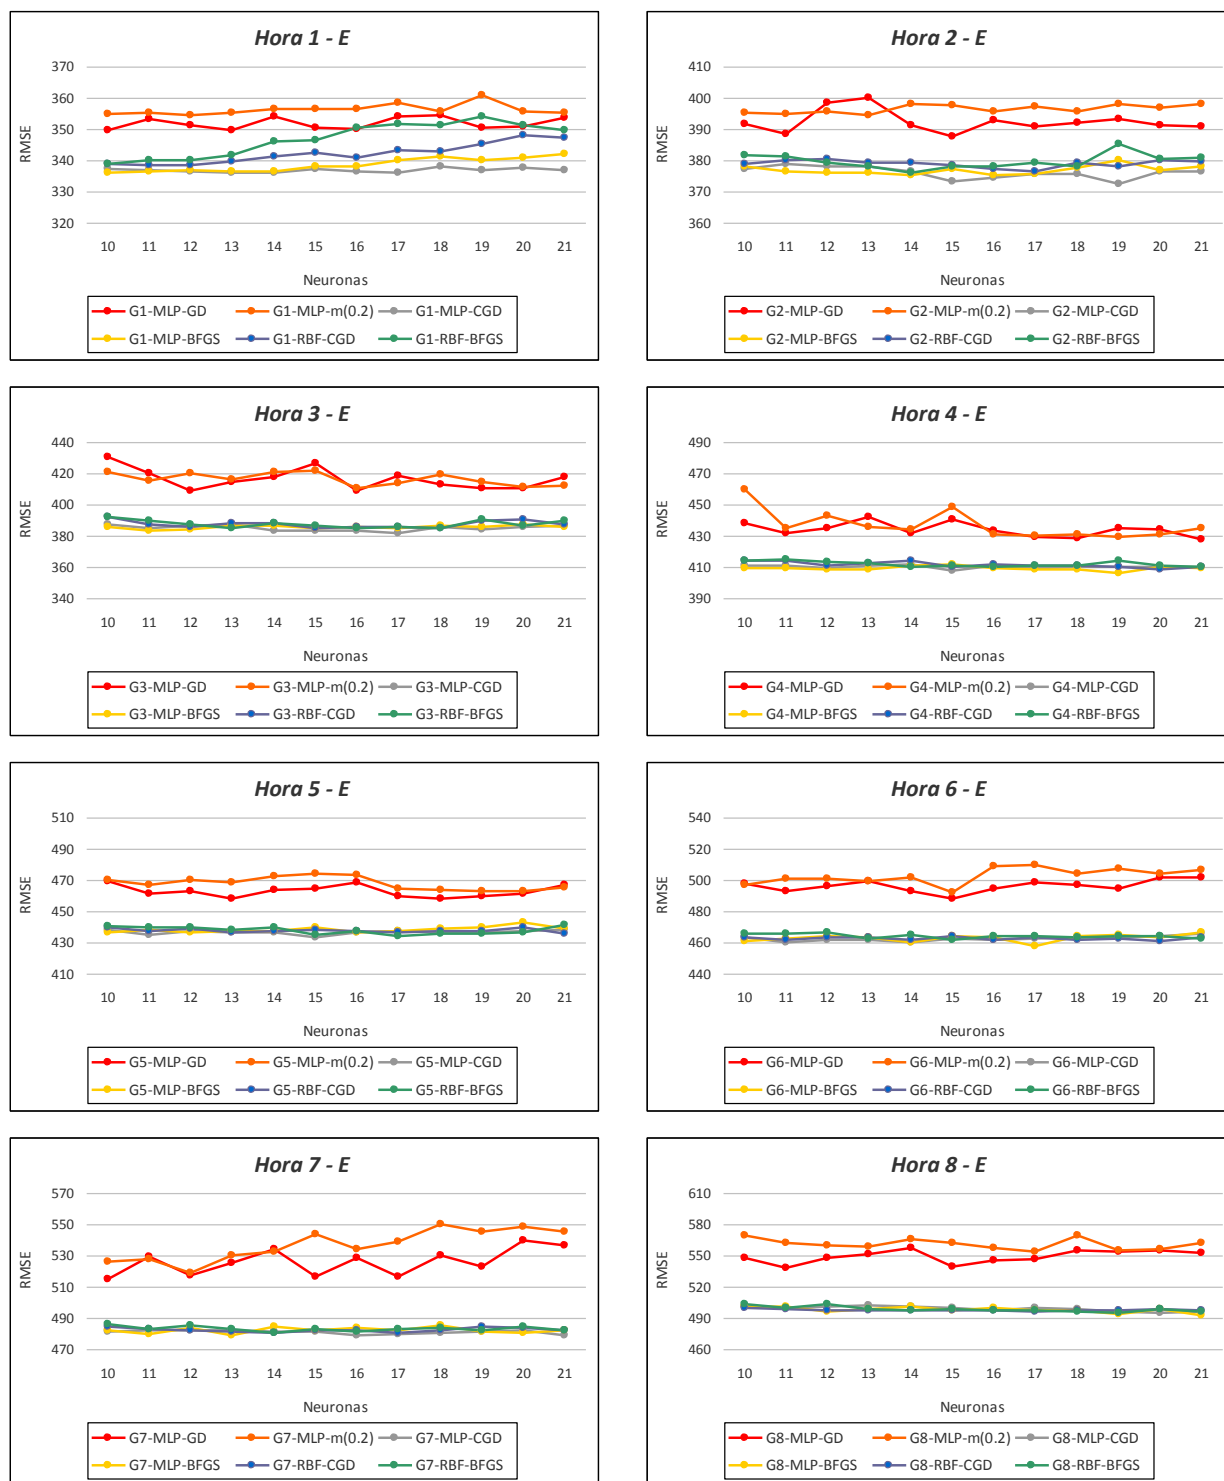 Hora 1 - E
370
360
350
340
330
320
RMSE
10 11 12 13 14 15 16 17 18 19 20 21
Neuronas
G1-MLP-GD G1-MLP-m(0.2) G1-MLP-CGD
G1-MLP-BFGS G1-RBF-CGD G1-RBF-BFGS
Hora 2 - E
410
400
390
380
370
360
RMSE
10 11 12 13 14 15 16 17 18 19 20 21
Neuronas
G2-MLP-GD G2-MLP-m(0.2) G2-MLP-CGD
G2-MLP-BFGS G2-RBF-CGD G2-RBF-BFGS
Hora 3 - E
440
420
400
380
360
340
RMSE
10 11 12 13 14 15 16 17 18 19 20 21
Neuronas
G3-MLP-GD G3-MLP-m(0.2) G3-MLP-CGD
G3-MLP-BFGS G3-RBF-CGD G3-RBF-BFGS
Hora 4 - E
490
470
450
430
410
390
RMSE
10 11 12 13 14 15 16 17 18 19 20 21
Neuronas
G4-MLP-GD G4-MLP-m(0.2) G4-MLP-CGD
G4-MLP-BFGS G4-RBF-CGD G4-RBF-BFGS
Hora 5 - E
510
490
470
450
430
410
RMSE
10 11 12 13 14 15 16 17 18 19 20 21
Neuronas
G5-MLP-GD G5-MLP-m(0.2) G5-MLP-CGD
G5-MLP-BFGS G5-RBF-CGD G5-RBF-BFGS
Hora 6 - E
540
520
500
480
460
440
RMSE
10 11 12 13 14 15 16 17 18 19 20 21
Neuronas
G6-MLP-GD G6-MLP-m(0.2) G6-MLP-CGD
G6-MLP-BFGS G6-RBF-CGD G6-RBF-BFGS
Hora 7 - E
570
550
530
510
490
470
RMSE
10 11 12 13 14 15 16 17 18 19 20 21
Neuronas
G7-MLP-GD G7-MLP-m(0.2) G7-MLP-CGD
G7-MLP-BFGS G7-RBF-CGD G7-RBF-BFGS
Hora 8 - E
610
580
550
520
490
460
RMSE
10 11 12 13 14 15 16 17 18 19 20 21
Neuronas
G8-MLP-GD G8-MLP-m(0.2) G8-MLP-CGD
G8-MLP-BFGS G8-RBF-CGD G8-RBF-BFGS